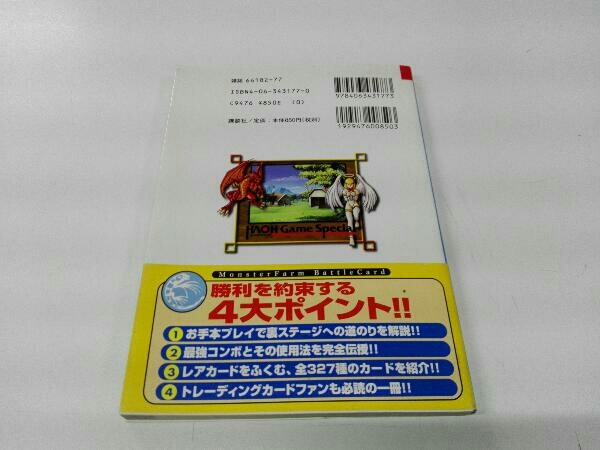 雑誌 66182-77
ISBN4-06-343177-0
C9476 ¥850E (0)
講談社/定価:本体850円(税別)
9784063431773
1929476008503
HAOH Game Special
MonsterFarm BattleCard
勝利を約束する
4大ポイント!!
1 お手本プレイで裏ステージへの道のりを解説!!
2 最強コンボとその使用法を完全伝授!!
3 レアカードをふくむ、全327種のカードを紹介!!
4 トレーディングカードファンも必読の一冊!!